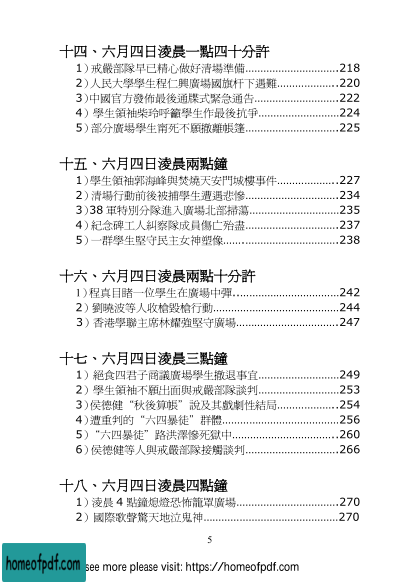 十四、六月四日淩晨一點四十分許
1）戒嚴部隊早已精心做好清場準備................................218
2）人民大學學生程仁興廣場國旗杆下遇難.....................220
3)中國官方發佈最後通牒式緊急通告.............................222
4）學生領袖柴玲呼籲學生作最後抗爭...........................224
5）部分廣場學生甯死不願撤離帳篷................................225
十五、六月四日淩晨兩點鐘
1）學生領袖郭海峰與焚燒天安門城樓事件.....................227
2）清場行動前後被捕學生遭遇悲慘................................234
3)38 軍特別分隊進入廣場北部掃蕩...............................235
4)紀念碑工人糾察隊成員傷亡殆盡................................237
5）一群學生堅守民主女神塑像........................................238
十六、六月四日淩晨兩點十分許
1）程真目睹一位學生在廣場中彈....................................242
2）劉曉波等人收槍毀槍行動...........................................244
3）香港學聯主席林耀強堅守廣場...................................247
十七、六月四日淩晨三點鐘
1）絕食四君子商議廣場學生撤退事宜...........................249
2）學生領袖不願出面與戒嚴部隊談判...........................253
3)侯德健“秋後算帳”說及其戲劇性結局.....................254
4)遭重判的“六四暴徒”群體........................................256
5）“六四暴徒”路洪澤慘死獄中....................................260
6）侯德健等人與戒嚴部隊接觸談判................................266
十八、六月四日淩晨四點鐘
1）淩晨 4 點鐘熄燈恐怖籠罩廣場...................................270
2）國際歌聲驚天地泣鬼神..............................................270
5
homeofpdf.com
see more please visit: https://homeofpdf.com